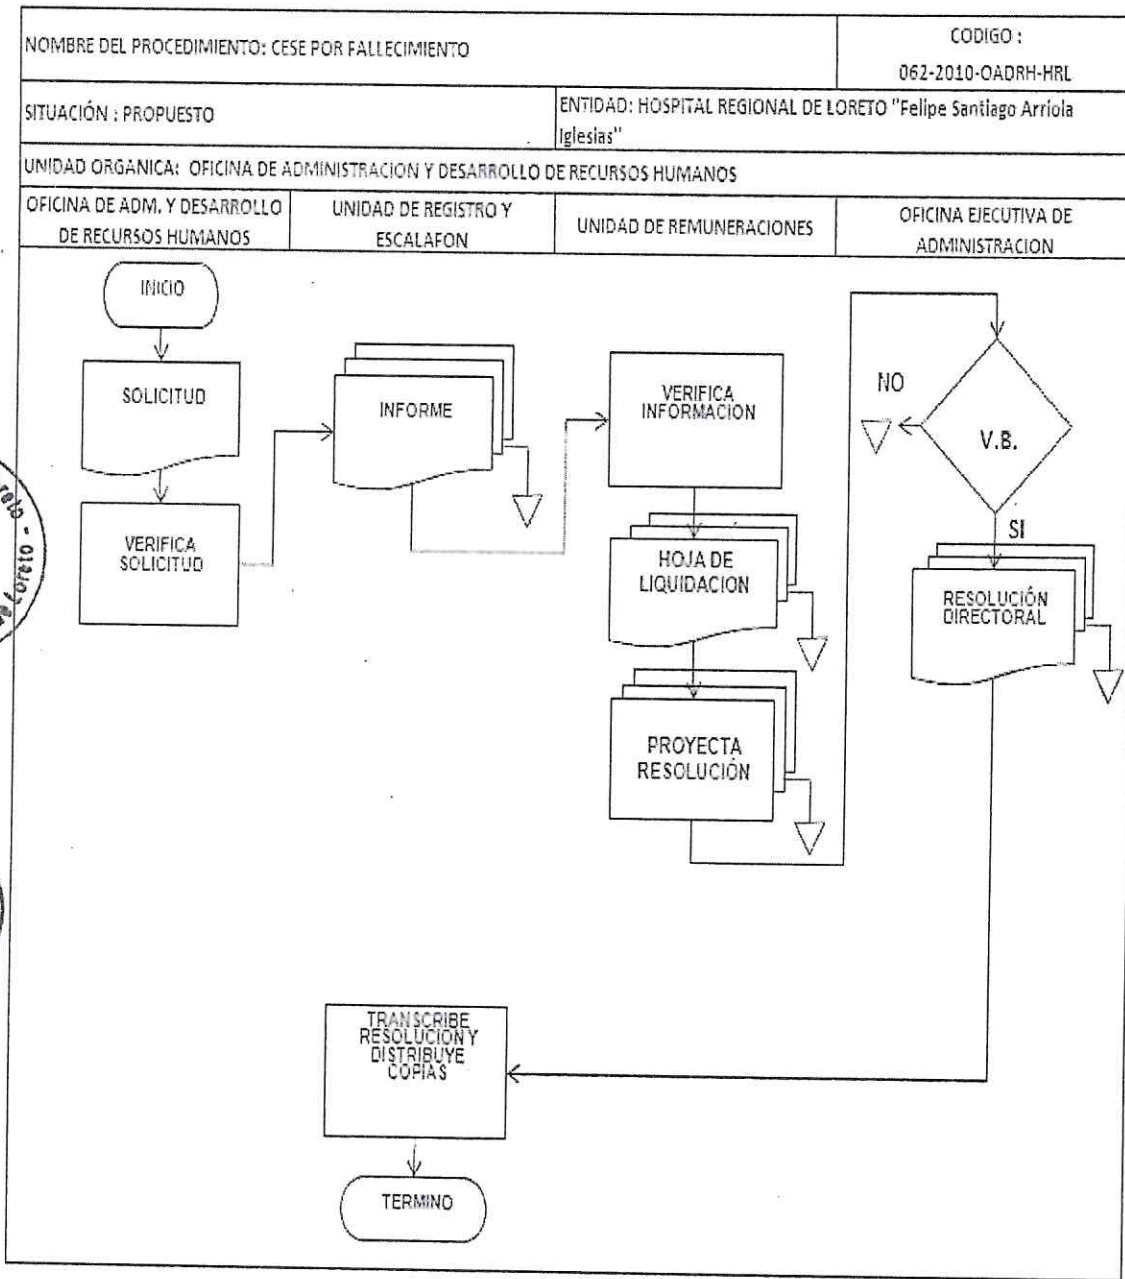 NOMBRE DEL PROCEDIMIENTO: CESE POR FALLECIMIENTO
CODIGO :
062-2010-OADRH-HRL
SITUACIÓN : PROPUESTO
ENTIDAD: HOSPITAL REGIONAL DE LORETO "Felipe Santiago Arriola
Iglesias"
UNIDAD ORGANICA: OFICINA DE ADMINISTRACION Y DESARROLLO DE RECURSOS HUMANOS
OFICINA DE ADM. Y DESARROLLO
DE RECURSOS HUMANOS
UNIDAD DE REGISTRO Y
ESCALAFON
UNIDAD DE REMUNERACIONES
OFICINA EJECUTIVA DE
ADMINISTRACION
INICIO
SOLICITUD
VERIFICA
SOLICITUD
INFORME
VERIFICA
INFORMACION
HOJA DE
LIQUIDACION
PROYECTA
RESOLUCIÓN
NO
V.B.
SI
RESOLUCIÓN
DIRECTORAL
TRANSCRIBE
RESOLUCION Y
DISTRIBUYE
COPIAS
TERMINO
Loreto